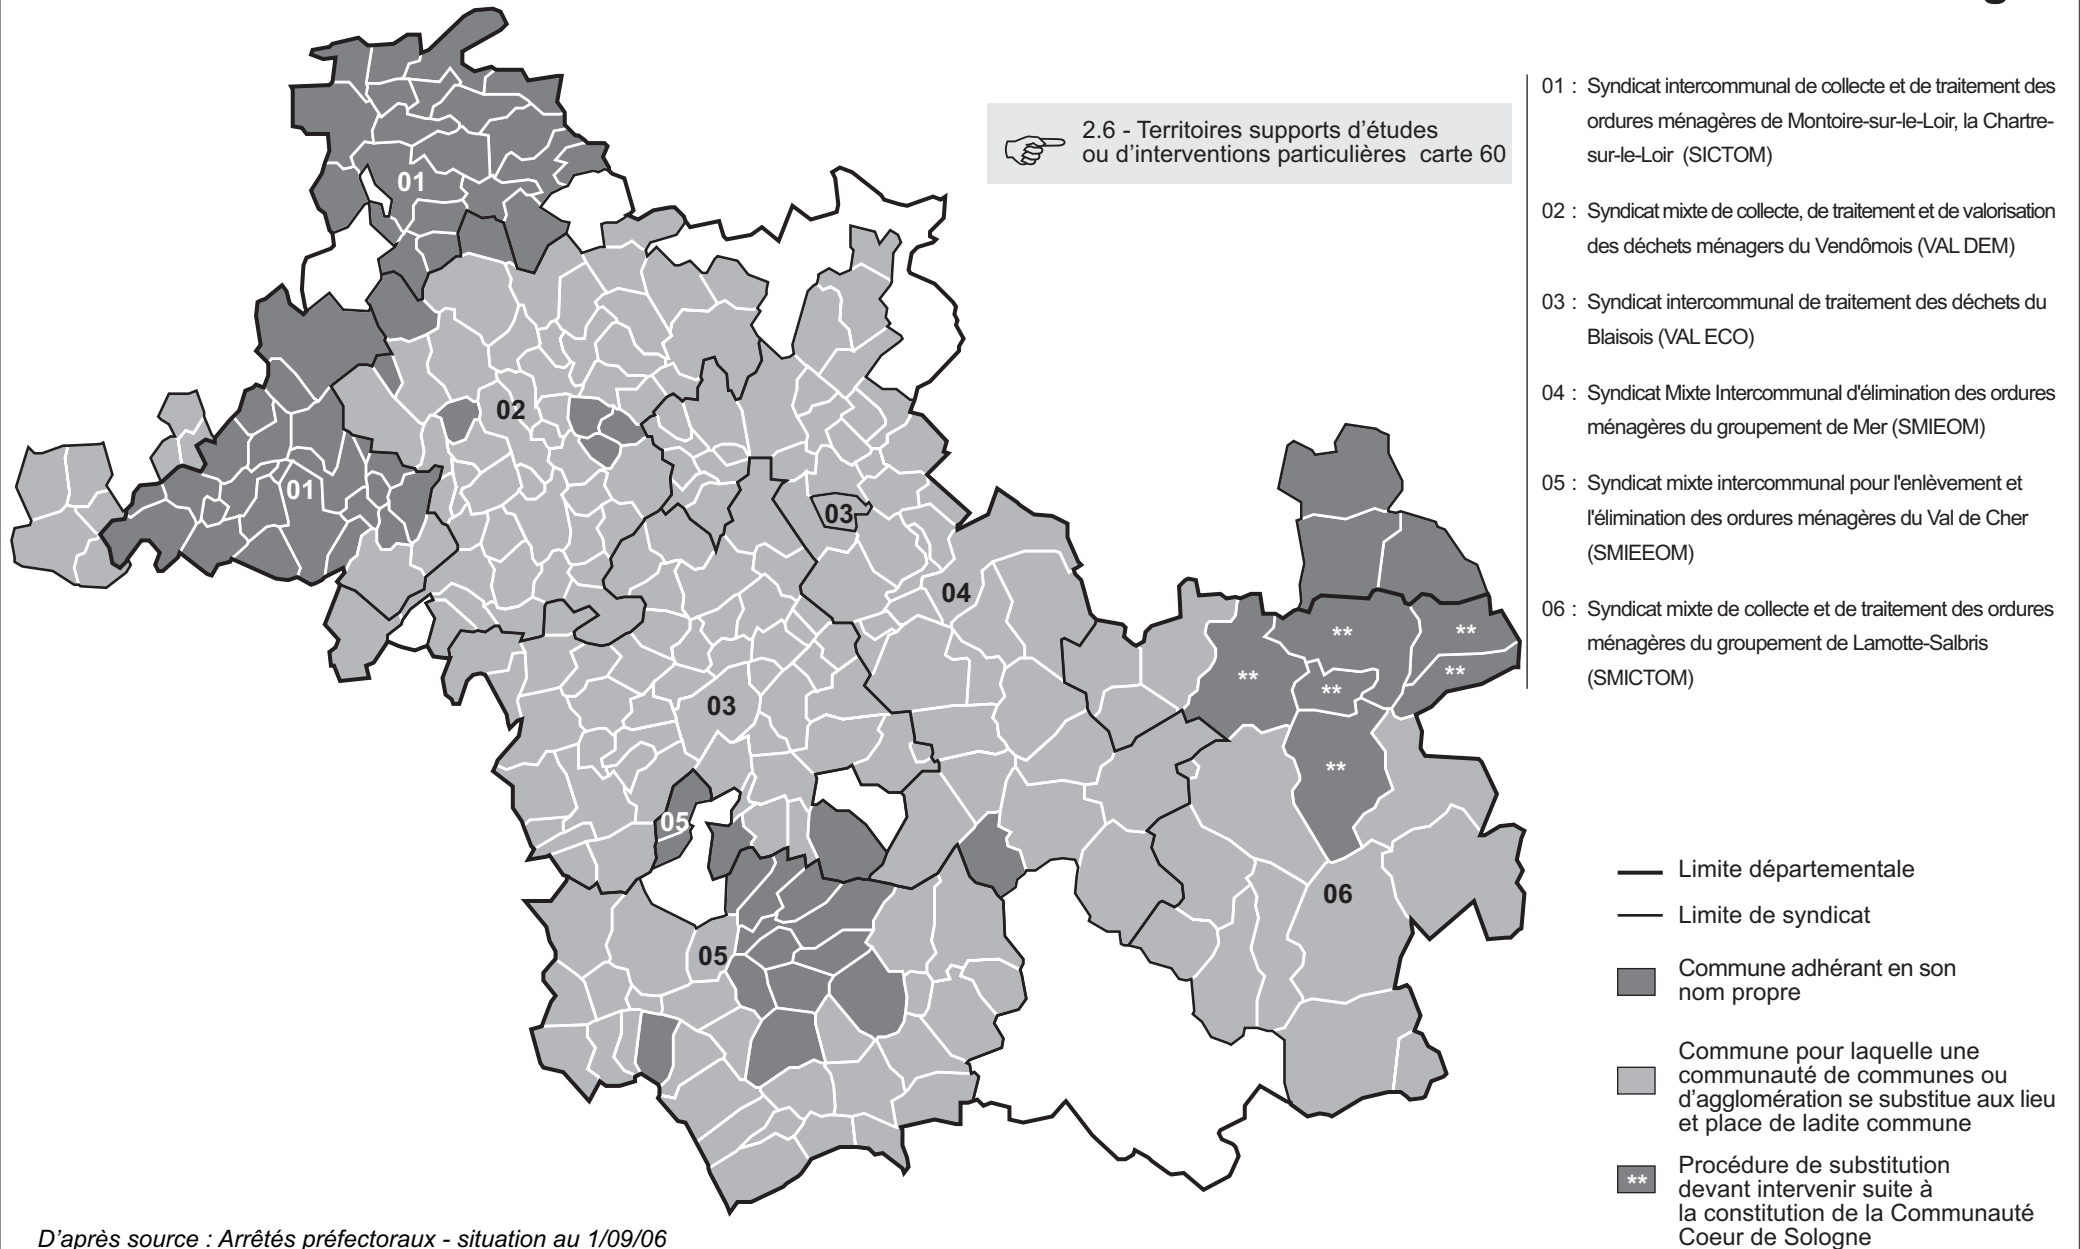 2.6 - Territoires supports d’études
ou d’interventions particulières carte 60
01 : Syndicat intercommunal de collecte et de traitement des
ordures ménagères de Montoire-sur-le-Loir, la Chartre-
sur-le-Loir (SICTOM)
02 : Syndicat mixte de collecte, de traitement et de valorisation
des déchets ménagers du Vendômois (VAL DEM)
03 : Syndicat intercommunal de traitement des déchets du
Blaisois (VAL ECO)
04 : Syndicat Mixte Intercommunal d'élimination des ordures
ménagères du groupement de Mer (SMIEOM)
05 : Syndicat mixte intercommunal pour l'enlèvement et
l'élimination des ordures ménagères du Val de Cher
(SMIEEOM)
06 : Syndicat mixte de collecte et de traitement des ordures
ménagères du groupement de Lamotte-Salbris
(SMICTOM)
01
02
01
03
04
**
**
**
**
**
03
**
05
06
05
Limite départementale
Limite de syndicat
Commune adhérant en son
nom propre
Commune pour laquelle une
communauté de communes ou
d’agglomération se substitue aux lieu
et place de ladite commune
** Procédure de substitution
devant intervenir suite à
la constitution de la Communauté
Coeur de Sologne
D’après source : Arrêtés préfectoraux - situation au 1/09/06